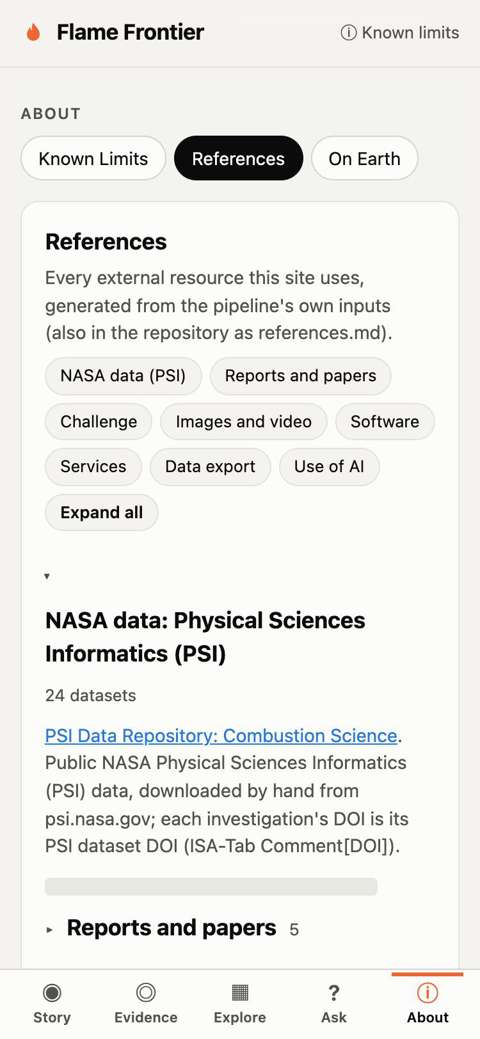 Flame Frontier
ⓘ Known limits
ABOUT
Known Limits
References
On Earth
References
Every external resource this site uses,
generated from the pipeline's own inputs
(also in the repository as references.md).
NASA data (PSI)
Reports and papers
Challenge
Images and video
Software
Services
Data export
Use of AI
Expand all
NASA data: Physical Sciences
Informatics (PSI)
24 datasets
PSI Data Repository: Combustion Science.
Public NASA Physical Sciences Informatics
(PSI) data, downloaded by hand from
psi.nasa.gov; each investigation's DOI is its
PSI dataset DOI (ISA-Tab Comment[DOI]).
Reports and papers 5
Story
Evidence
Explore
? Ask
About